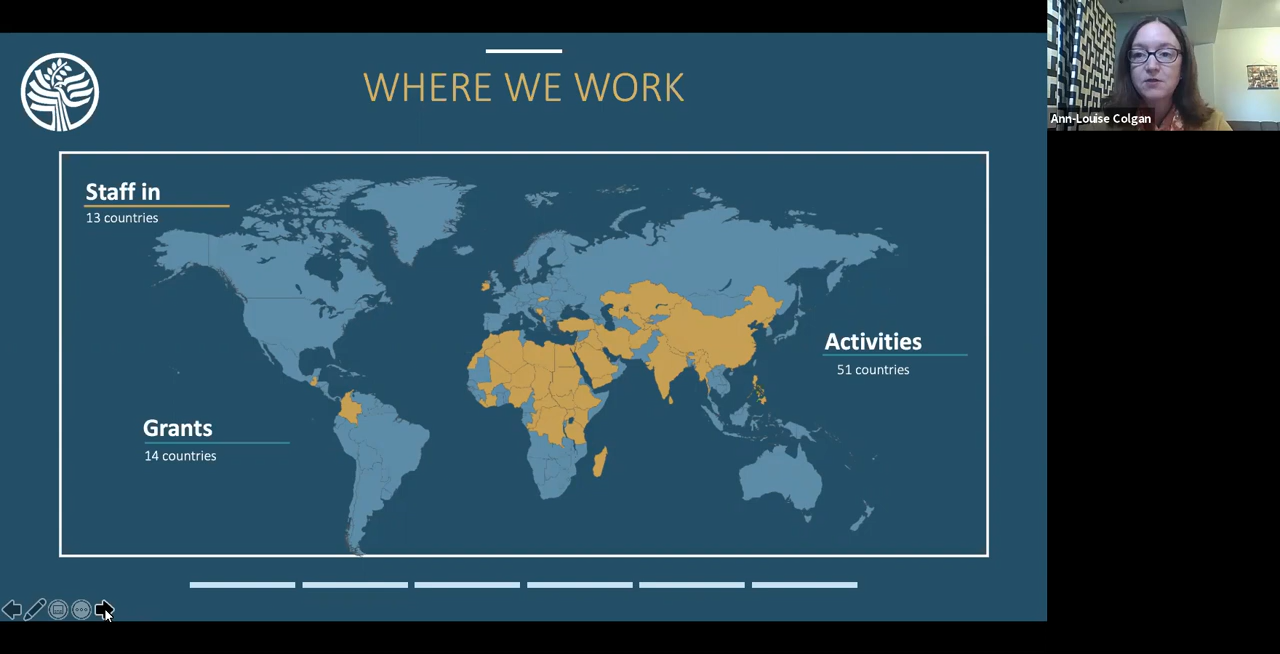 WHERE WE WORK
Ann-Louise Colgan
Staff in
13 countries
Activities
51 countries
Grants
14 countries